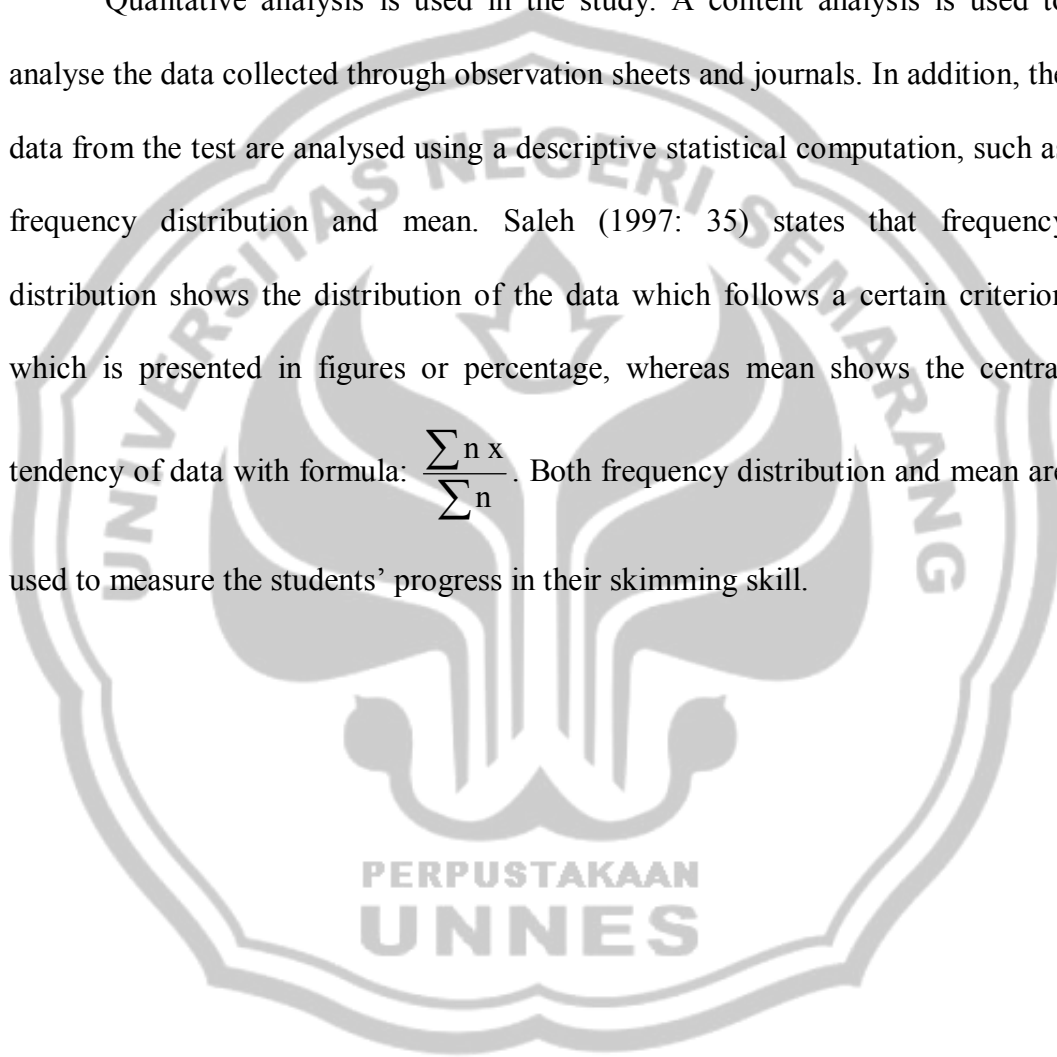 Qualitative analysis is used in the study. A content analysis is used to
analyse the data collected through observation sheets and journals. In addition, the
data from the test are analysed using a descriptive statistical computation, such as
frequency distribution and mean. Saleh (1997: 35) states that frequency
distribution shows the distribution of the data which follows a certain criterion
which is presented in figures or percentage, whereas mean shows the central
tendency of data with formula: ∑ n x / ∑ n . Both frequency distribution and mean are
used to measure the students’ progress in their skimming skill.
UNIVERSITAS NEGERI SEMARANG
PERPUSTAKAAN
UNNES